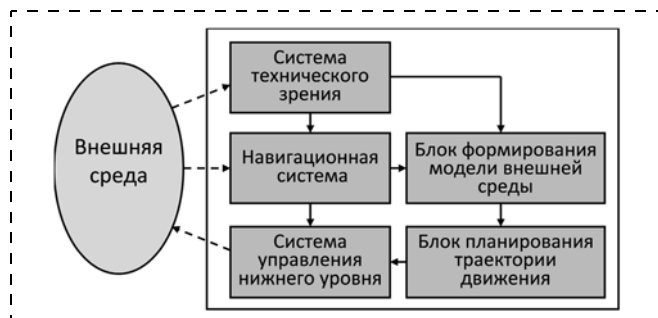 Внешняя
среда
Система
технического
зрения
Навигационная
система
Блок формирования
модели внешней
среды
Система
управления
нижнего уровня
Блок планирования
траектории
движения